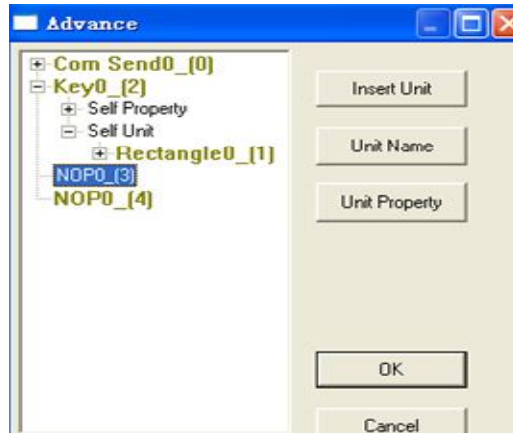 Advance
Com Send0_(0)
Key0_(2)
Self Property
Self Unit
Rectangle0_(1)
NOP0_(3)
NOP0_(4)
Insert Unit
Unit Name
Unit Property
OK
Cancel